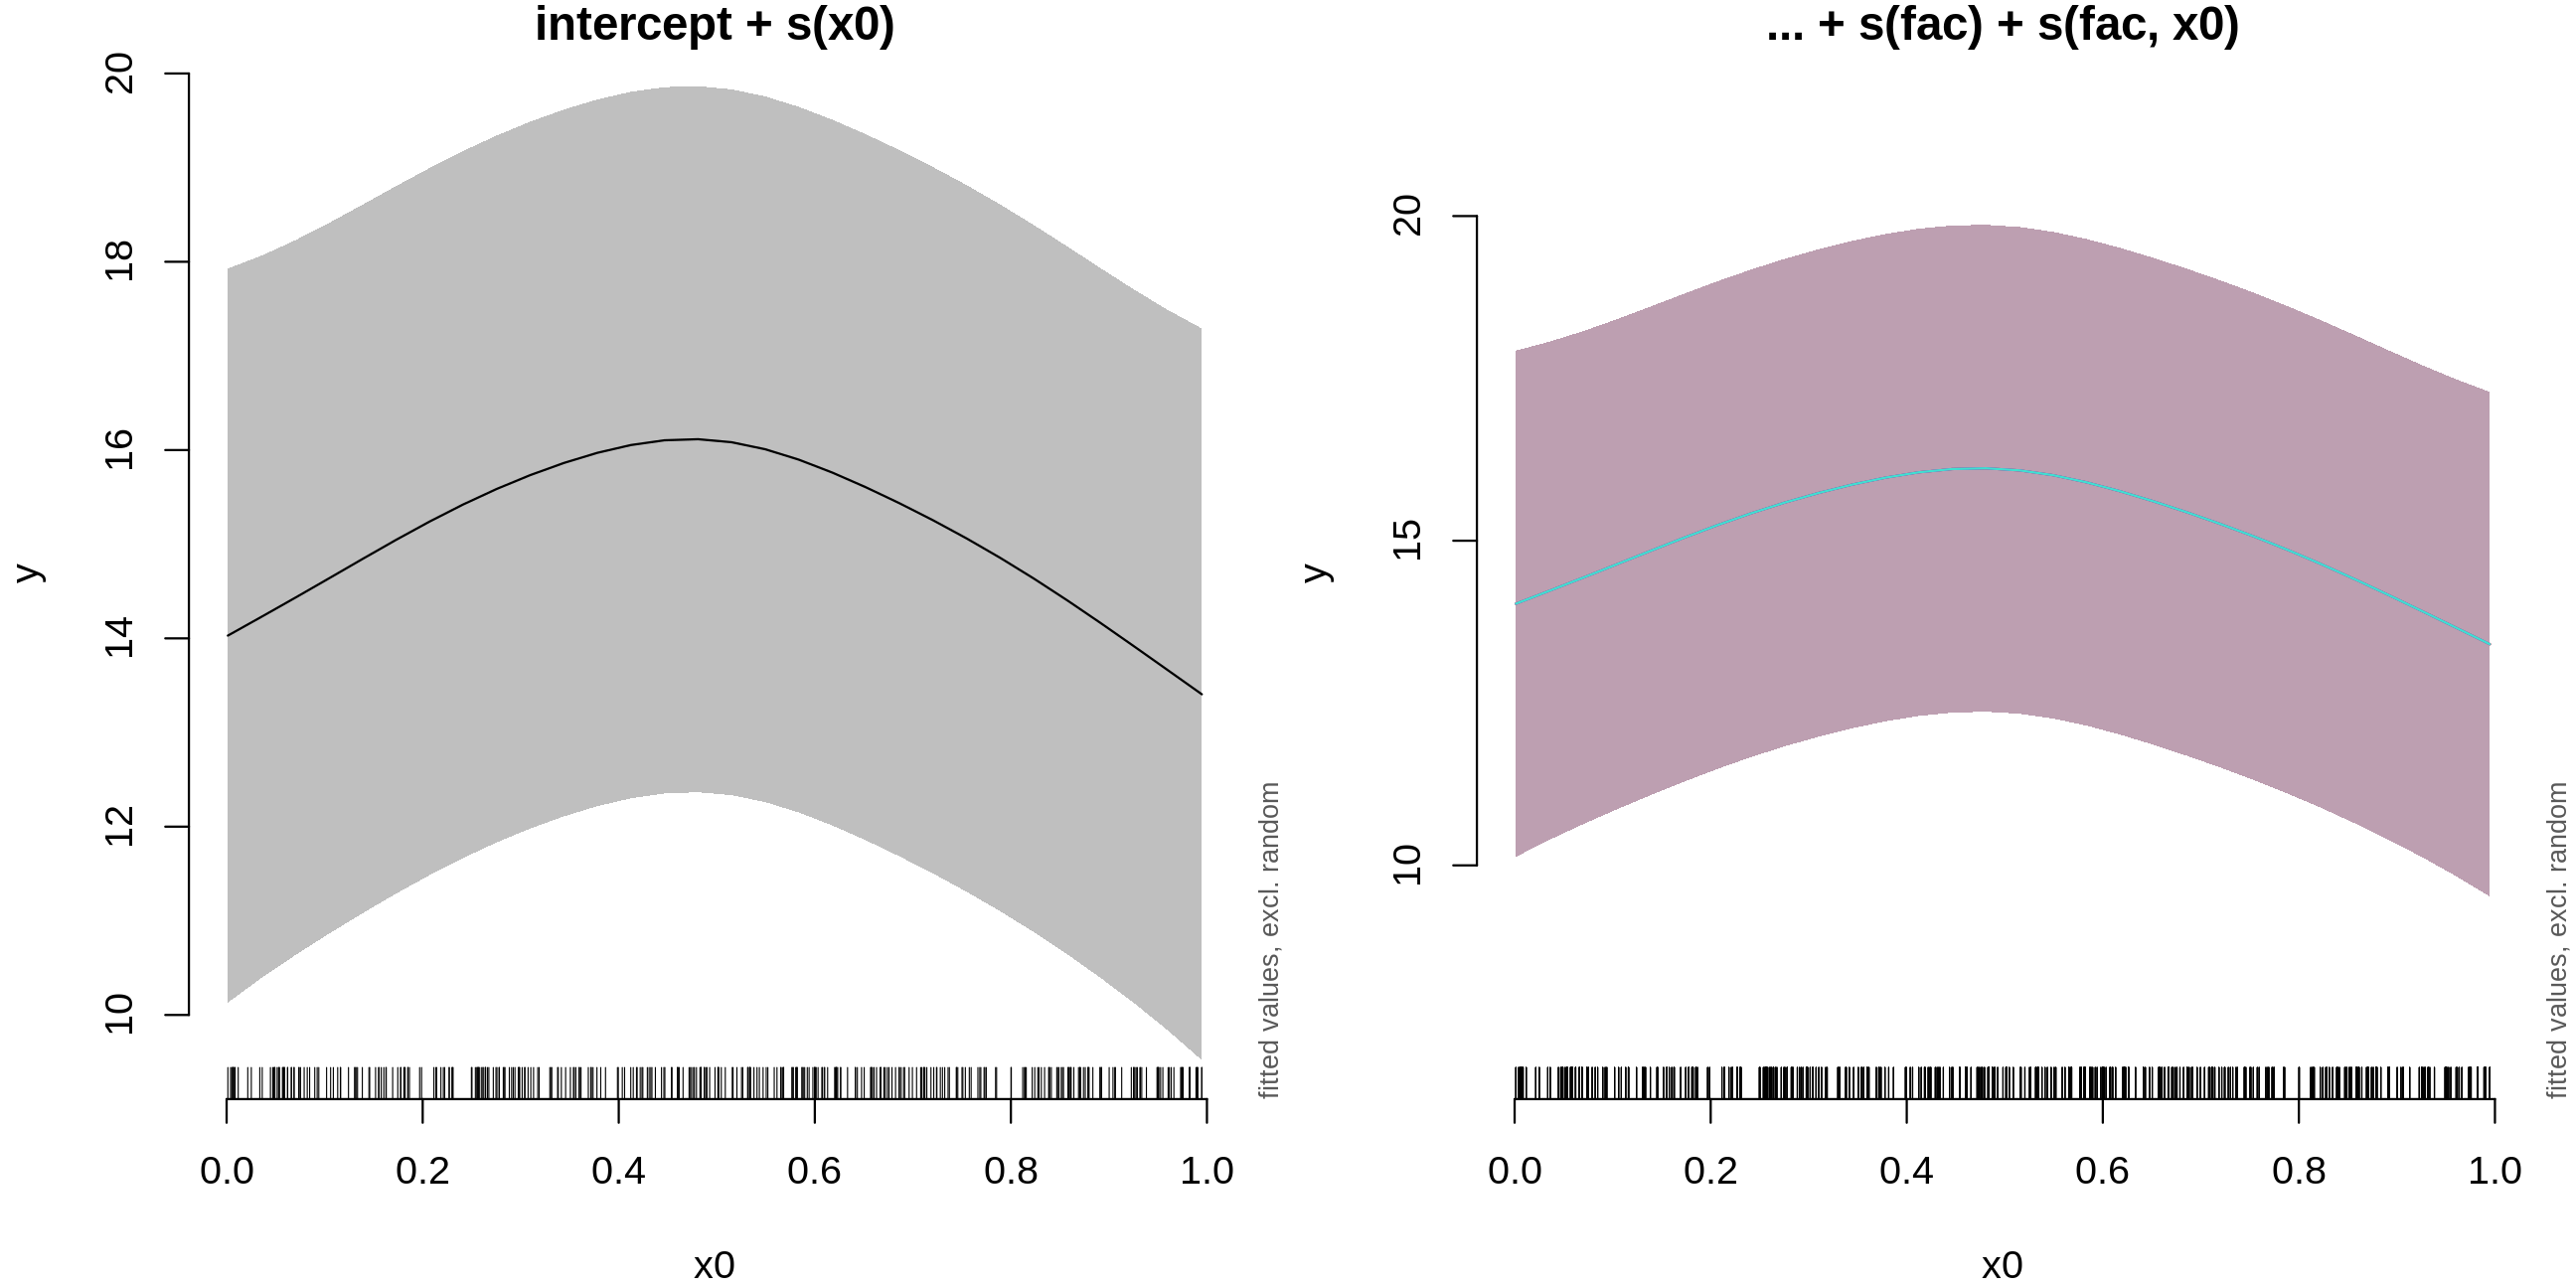 intercept + s(x0)
y
20
18
16
14
12
10
0.0 0.2 0.4 0.6 0.8 1.0
x0
fitted values, excl. random
... + s(fac) + s(fac, x0)
y
20
15
10
0.0 0.2 0.4 0.6 0.8 1.0
x0
fitted values, excl. random